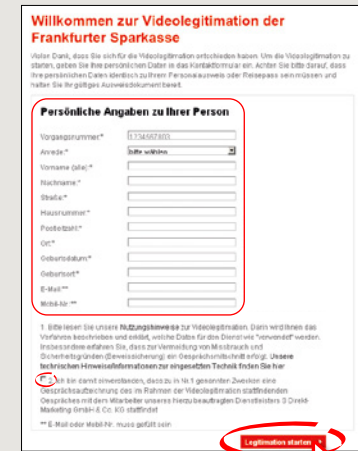 Willkommen zur Videolegitimation der
Frankfurter Sparkasse
Vielen Dank, dass Sie sich für die Videolegitimation entschieden haben. Um die Videolegitimation zu
starten, geben Sie Ihre persönlichen Daten in das Kontaktformular ein. Achten Sie bitte darauf, dass
Ihre persönlichen Daten identisch zu Ihrem Personalausweis oder Reisepass sein müssen und
halten Sie Ihr gültiges Ausweisdokument bereit.
Persönliche Angaben zu Ihrer Person
Vorgangsnummer:*
Anrede:* bitte wählen
Vorname (alle):*
Nachname:*
Straße:*
Hausnummer:*
Postleitzahl:*
Ort:*
Geburtsdatum:*
Geburtsort*
E-Mail:**
Mobil-Nr.:**
1. Bitte lesen Sie unsere Nutzungshinweise zur Videolegitimation. Darin wird Ihnen das
Verfahren beschrieben und erklärt, welche Daten für den Dienst wie "verwendet" werden.
Insbesondere erfahren Sie, dass zur Vermeidung von Missbrauch und
Sicherheitsgründen (Beweissicherung) ein Gesprächsmitschnitt erfolgt. Unsere
technischen Hinweise/Informationen zur eingesetzten Technik finden Sie hier
2. Ich bin damit einverstanden, dass zu in Nr.1 genannten Zwecken eine
Gesprächsaufzeichnung des im Rahmen der Videolegitimation stattfindenden
Gespräches mit dem Mitarbeiter unseres hierzu beauftragten Dienstleisters S Direkt-
Marketing GmbH & Co. KG stattfindet
** E-Mail oder Mobil-Nr. muss gefüllt sein
Legitimation starten